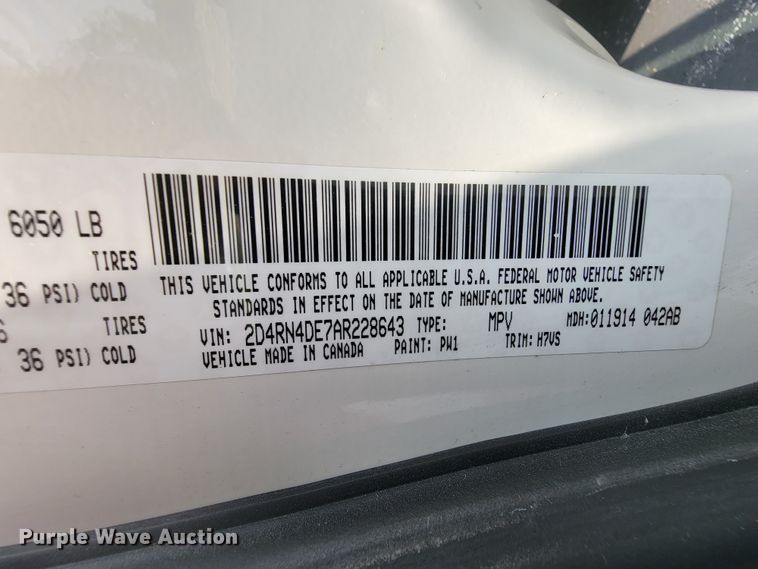 6050 LB
TIRES
36 PSI) COLD
TIRES
36 PSI) COLD
THIS VEHICLE CONFORMS TO ALL APPLICABLE U.S.A. FEDERAL MOTOR VEHICLE SAFETY
STANDARDS IN EFFECT ON THE DATE OF MANUFACTURE SHOWN ABOVE.
VIN: 2D4RN4DE7AR228643 TYPE: MPV MDH:011914 042AB
VEHICLE MADE IN CANADA PAINT: PW1 TRIM: H7VS
Purple Wave Auction